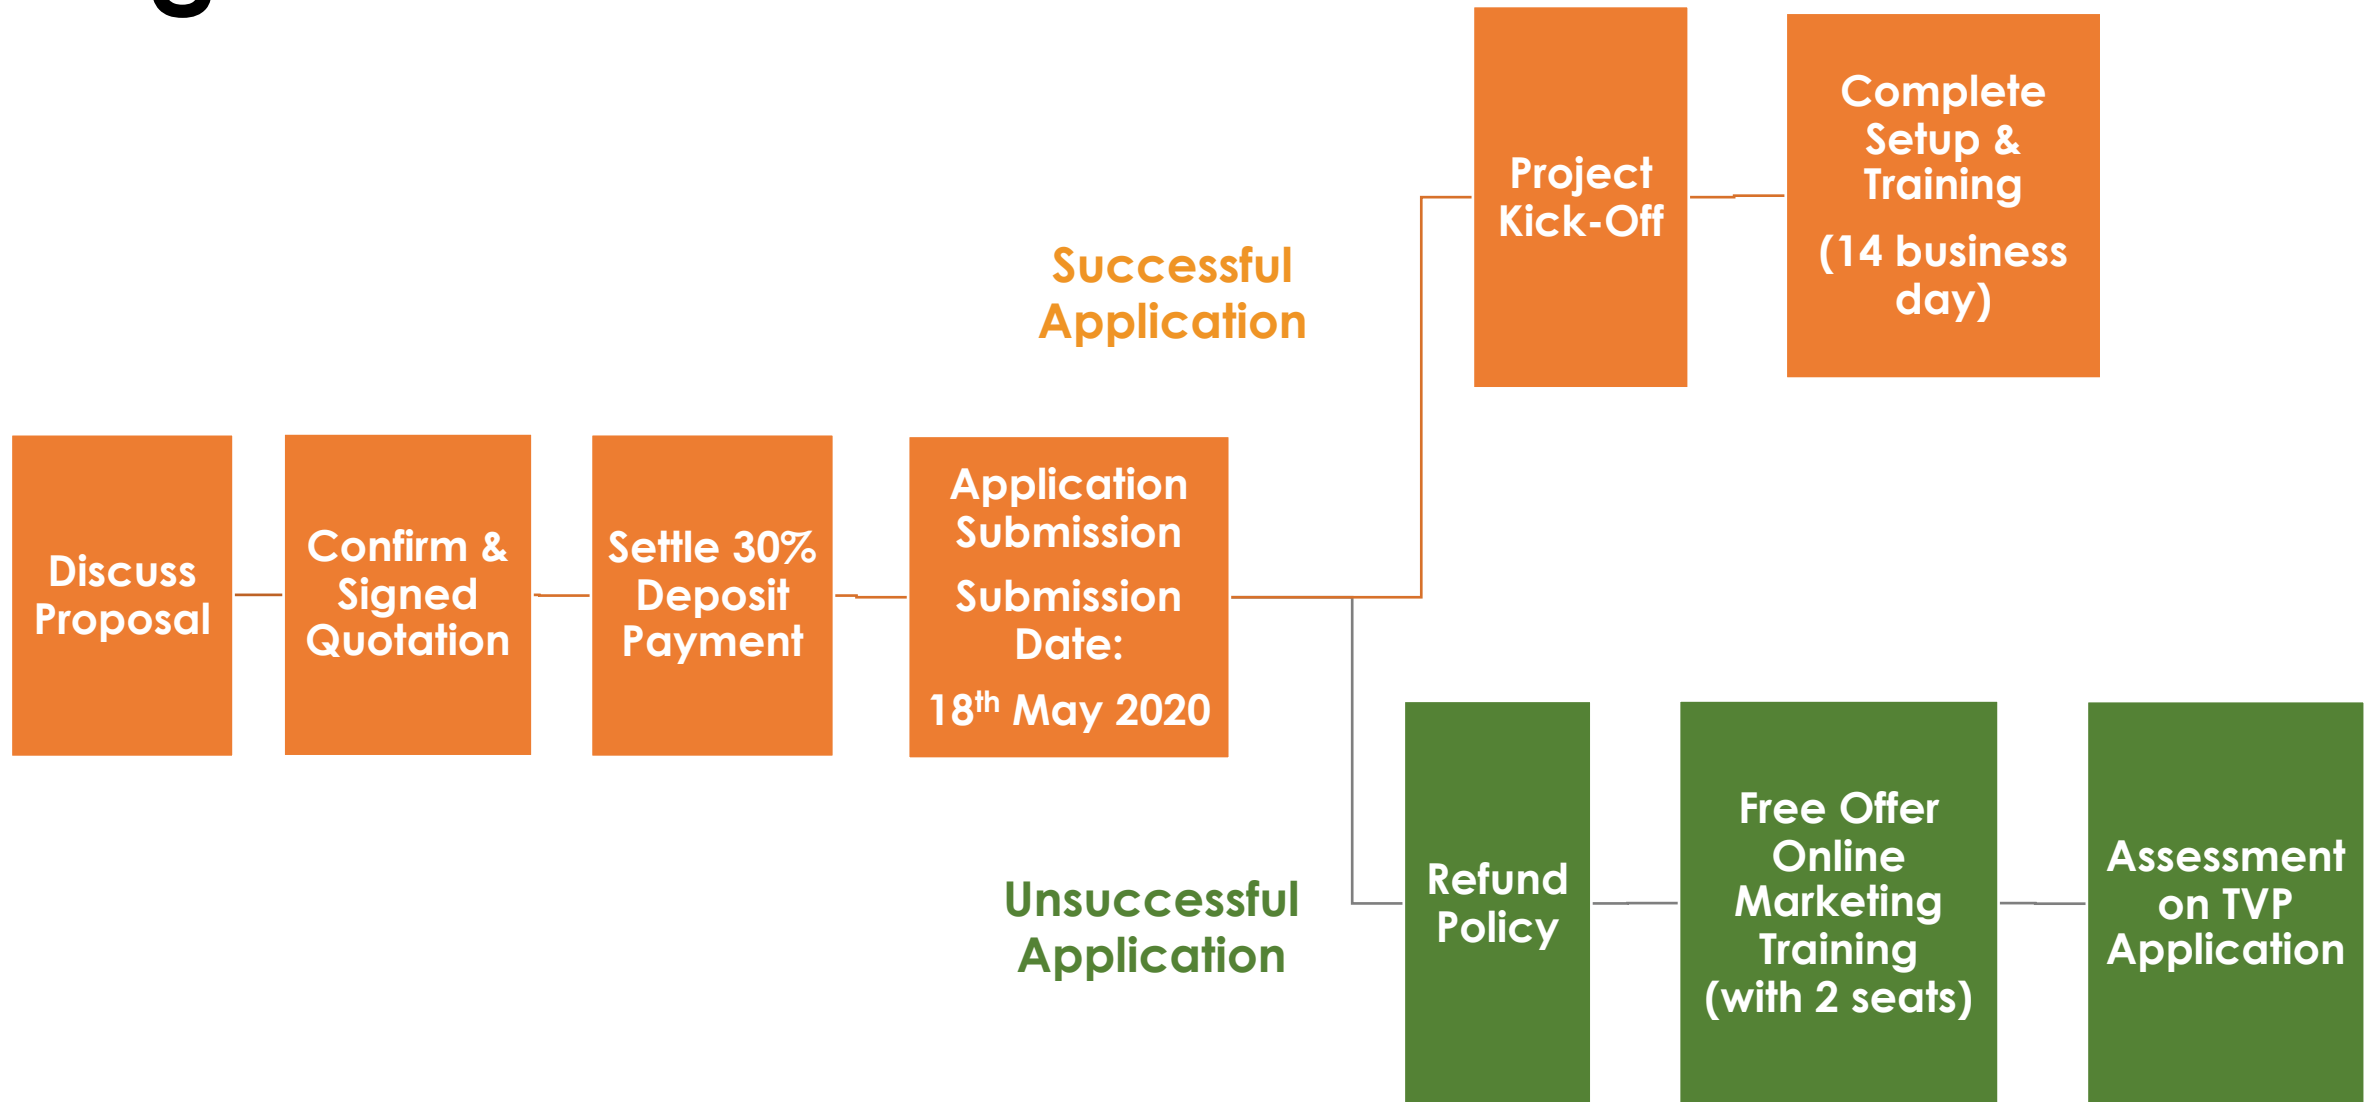 Discuss
Proposal
Confirm &
Signed
Quotation
Settle 30%
Deposit
Payment
Application
Submission
Submission
Date:
18th May 2020
Successful
Application
Project
Kick-Off
Complete
Setup &
Training
(14 business
day)
Unsuccessful
Application
Refund
Policy
Free Offer
Online
Marketing
Training
(with 2 seats)
Assessment
on TVP
Application